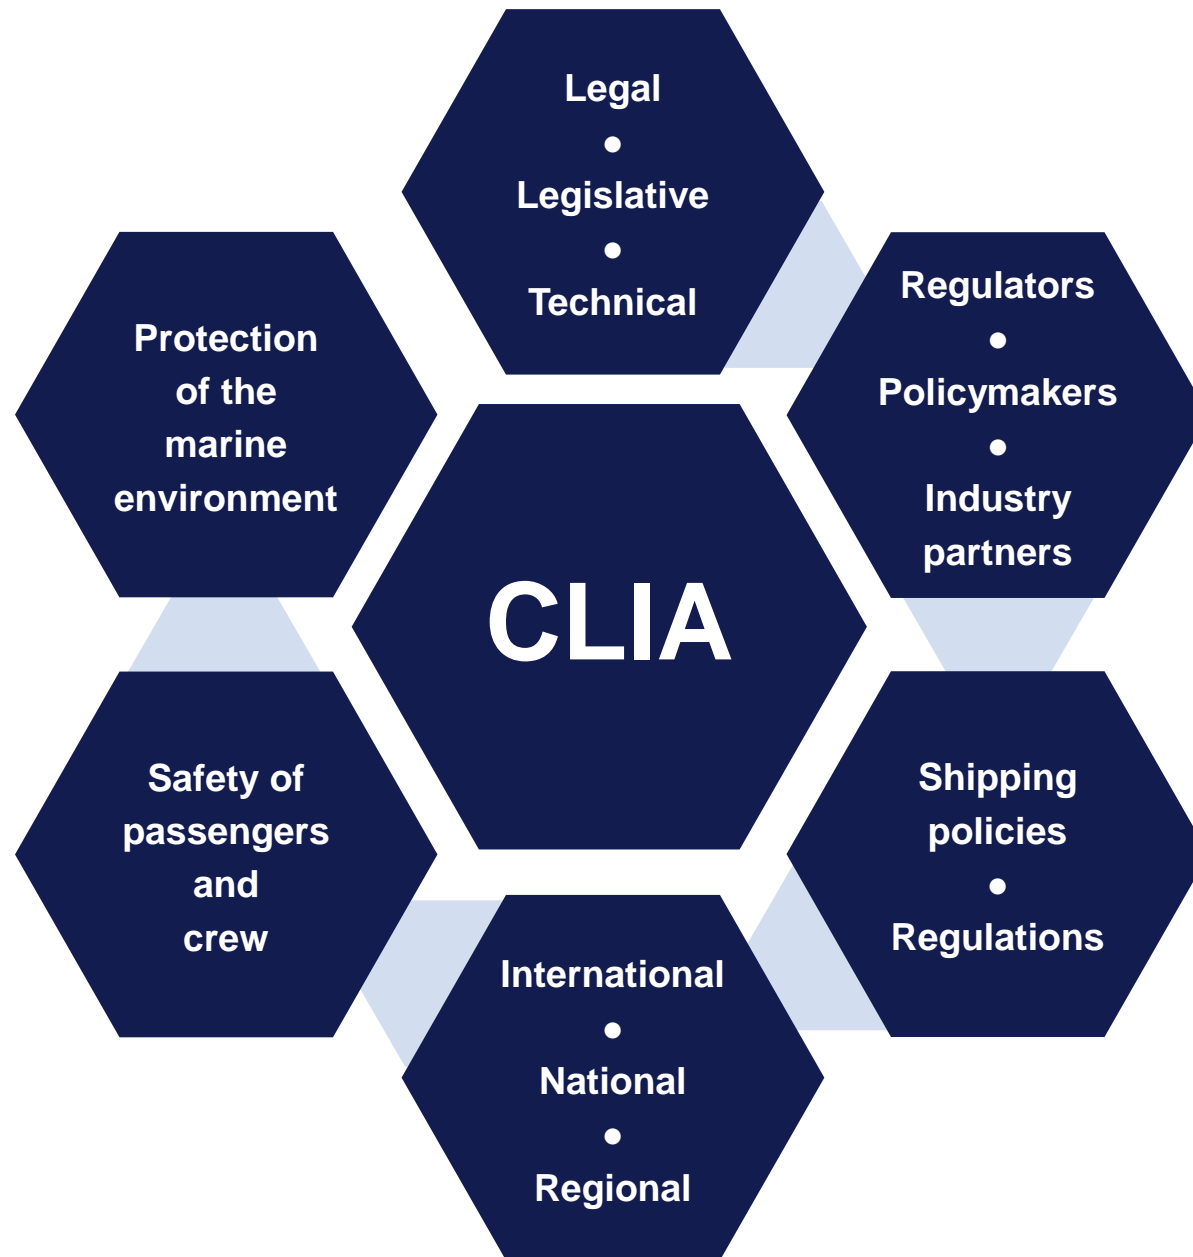 Legal
•
Legislative
•
Technical
Regulators
•
Policymakers
•
Industry
partners
Protection
of the
marine
environment
CLIA
Safety of
passengers
and
crew
Shipping
policies
•
Regulations
International
•
National
•
Regional